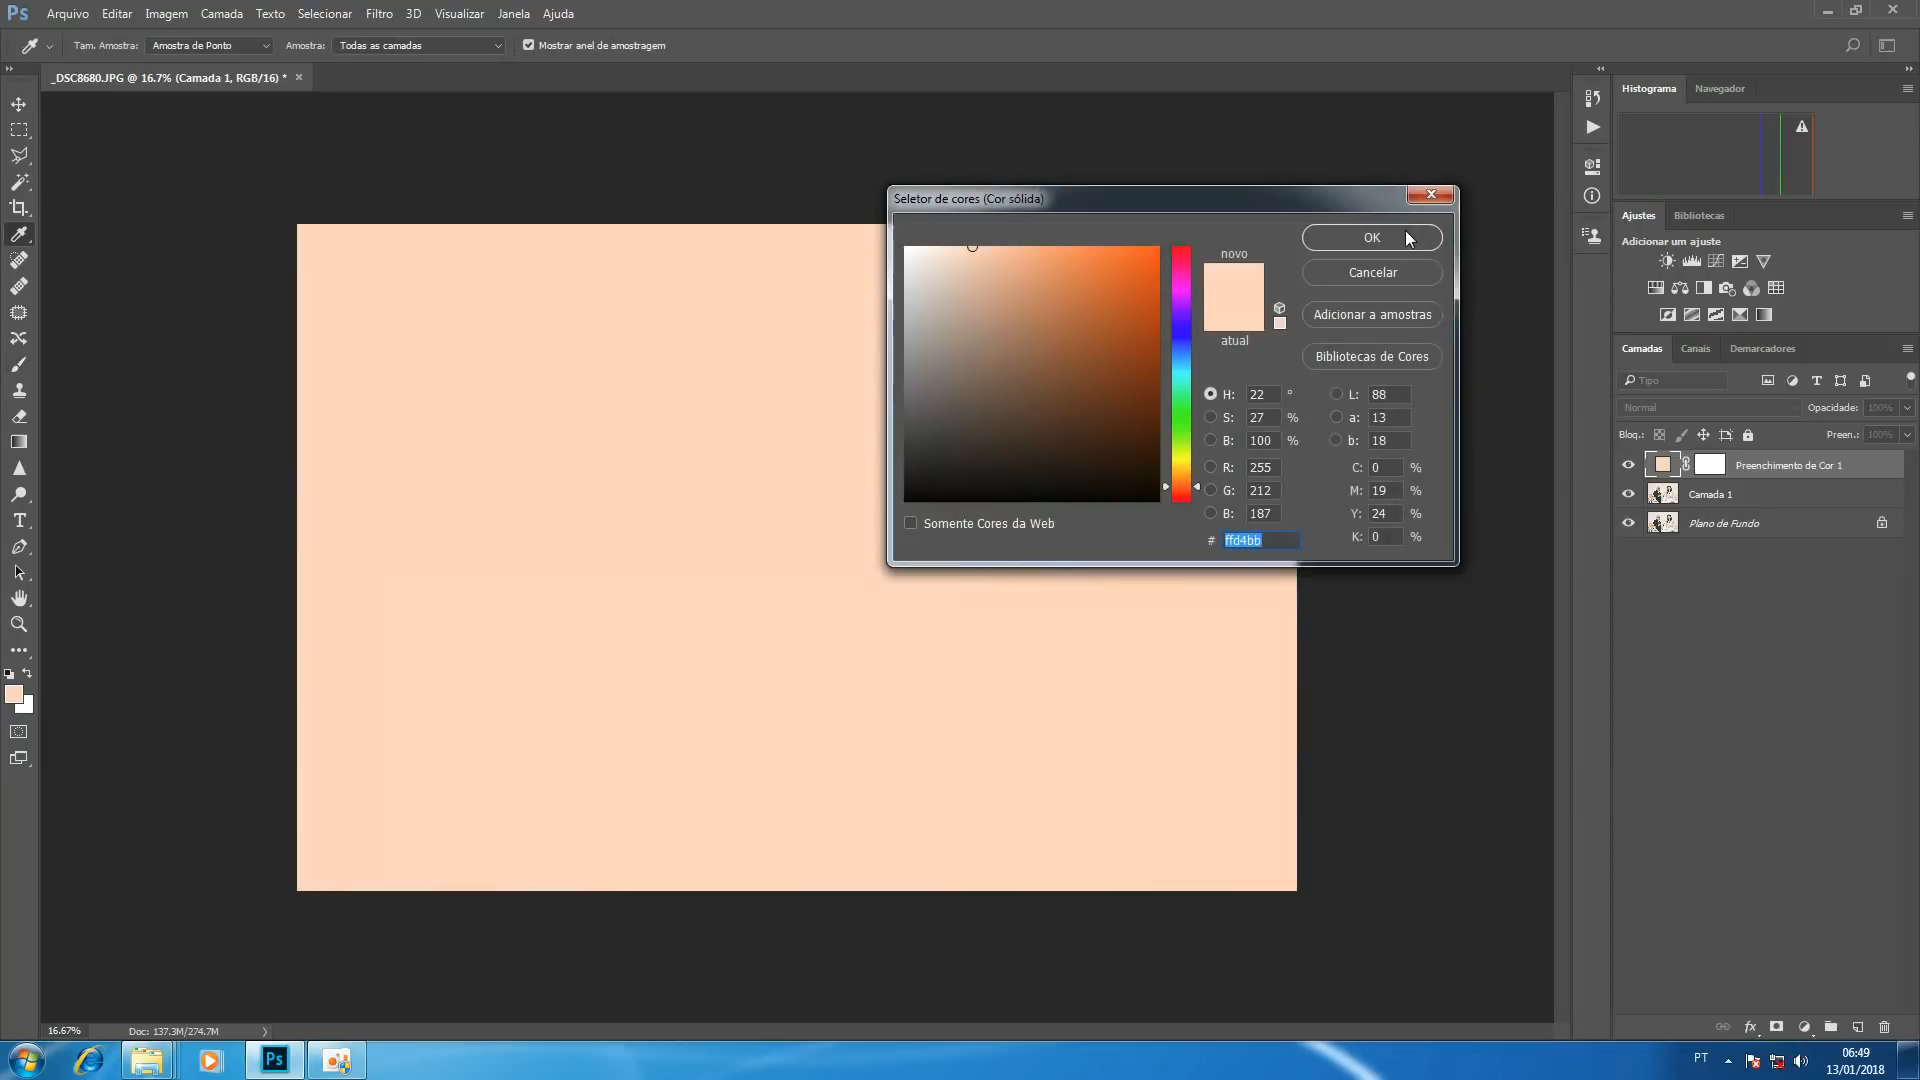 Ps Arquivo Editar Imagem Camada Texto Selecionar Filtro 3D Visualizar Janela Ajuda
Tam. Amostra: Amostra de Ponto Amostra: Todas as camadas Mostrar anel de amostragem
_DSC8680.JPG @ 16.7% (Camada 1, RGB/16) *
Histograma Navegador
Seletor de cores (Cor sólida)
novo
atual
OK
Cancelar
Adicionar a amostras
Bibliotecas de Cores
H: 22 °
S: 27 %
B: 100 %
R: 255
G: 212
B: 187
# ffd4bb
L: 88
a: 13
b: 18
C: 0 %
M: 19 %
Y: 24 %
K: 0 %
Somente Cores da Web
Ajustes Bibliotecas
Adicionar um ajuste
Camadas Canais Demarcadores
Tipo
Normal Opacidade: 100%
Bloq.: Preen.: 100%
Preenchimento de Cor 1
Camada 1
Plano de Fundo
fx
16.67% Doc: 137.3M/274.7M
Ps
PT
06:49
13/01/2018